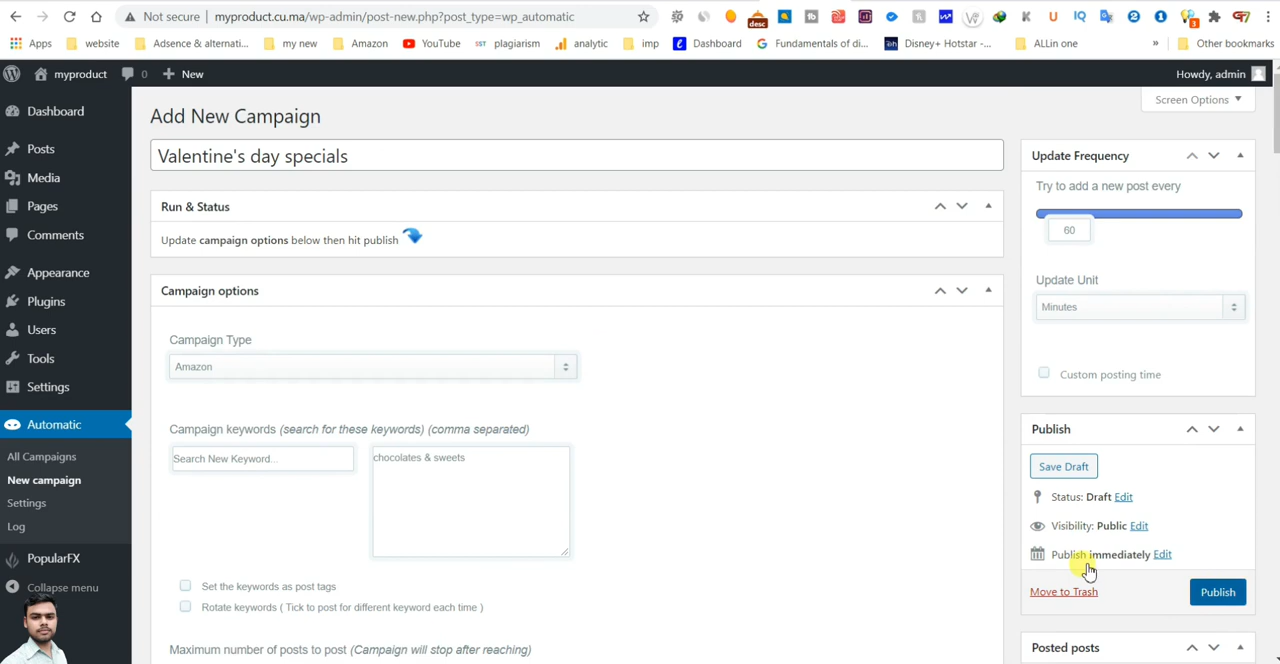 Not secure | myproduct.cu.ma/wp-admin/post-new.php?post_type=wp_automatic
desc
3
Apps website Adsence & alternati... my new Amazon YouTube SST plagiarism analytic imp Dashboard Fundamentals of di... Disney+ Hotstar -... ALLin one » Other bookmarks
myproduct 0 New Howdy, admin
Screen Options
Dashboard
Posts
Media
Pages
Comments
Appearance
Plugins
Users
Tools
Settings
Automatic
All Campaigns
New campaign
Settings
Log
PopularFX
Collapse menu
Add New Campaign
Valentine's day specials
Run & Status
Update campaign options below then hit publish
Campaign options
Campaign Type
Amazon
Campaign keywords (search for these keywords) (comma separated)
Search New Keyword...
chocolates & sweets
Set the keywords as post tags
Rotate keywords ( Tick to post for different keyword each time )
Maximum number of posts to post (Campaign will stop after reaching)
Update Frequency
Try to add a new post every
60
Update Unit
Minutes
Custom posting time
Publish
Save Draft
Status: Draft Edit
Visibility: Public Edit
Publish immediately Edit
Move to Trash
Publish
Posted posts